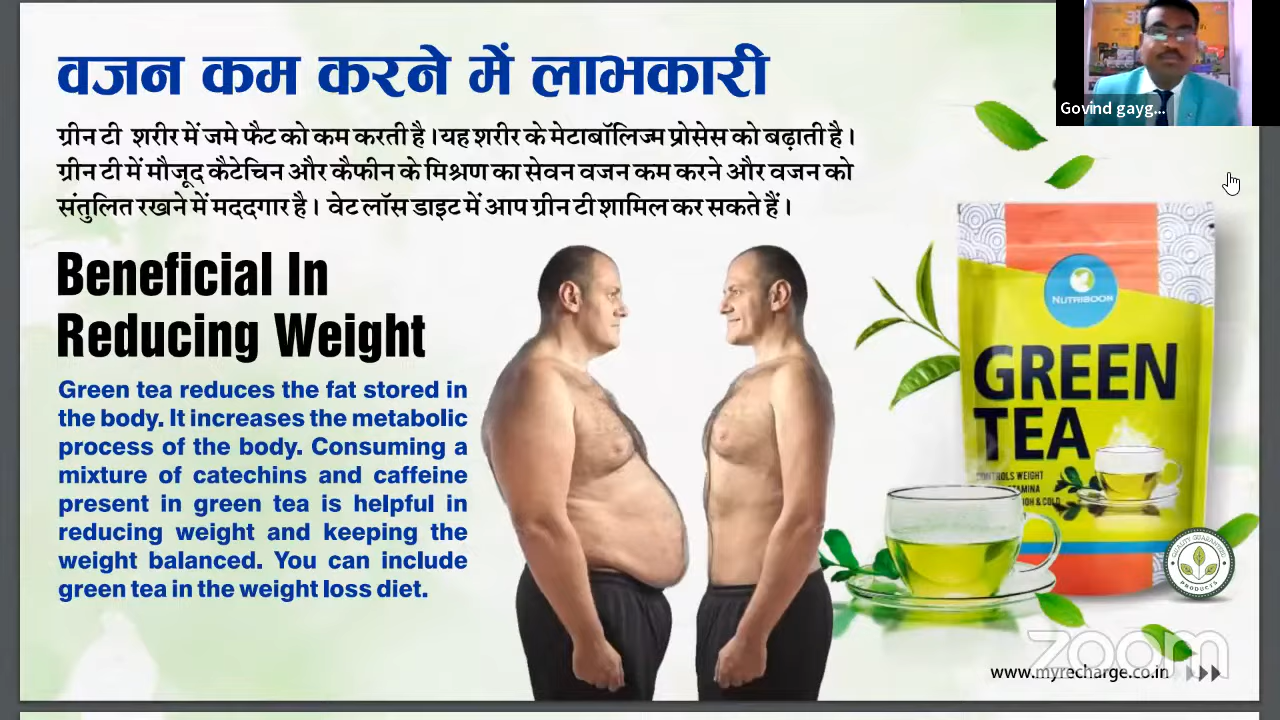 वजन कम करने में लाभकारी
Govind gayg...
ग्रीन टी शरीर में जमे फैट को कम करती है।यह शरीर के मेटाबॉलिज्म प्रोसेस को बढ़ाती है।
ग्रीन टी में मौजूद कैटेचिन और कैफीन के मिश्रण का सेवन वजन कम करने और वजन को
संतुलित रखने में मददगार है। वेट लॉस डाइट में आप ग्रीन टी शामिल कर सकते हैं।
Beneficial In
Reducing Weight
Green tea reduces the fat stored in
the body. It increases the metabolic
process of the body. Consuming a
mixture of catechins and caffeine
present in green tea is helpful in
reducing weight and keeping the
weight balanced. You can include
green tea in the weight loss diet.
NUTRIBOON
GREEN
TEA
CONTROLS WEIGHT
& COLD
QUALITY GUARANTEED
PRODUCTS
zoom
www.myrecharge.co.in